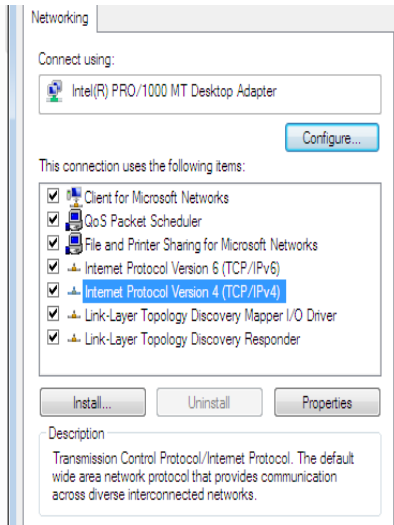 Networking
Connect using:
Intel(R) PRO/1000 MT Desktop Adapter
Configure...
This connection uses the following items:
Client for Microsoft Networks
QoS Packet Scheduler
File and Printer Sharing for Microsoft Networks
Internet Protocol Version 6 (TCP/IPv6)
Internet Protocol Version 4 (TCP/IPv4)
Link-Layer Topology Discovery Mapper I/O Driver
Link-Layer Topology Discovery Responder
Install... Uninstall Properties
Description
Transmission Control Protocol/Internet Protocol. The default
wide area network protocol that provides communication
across diverse interconnected networks.